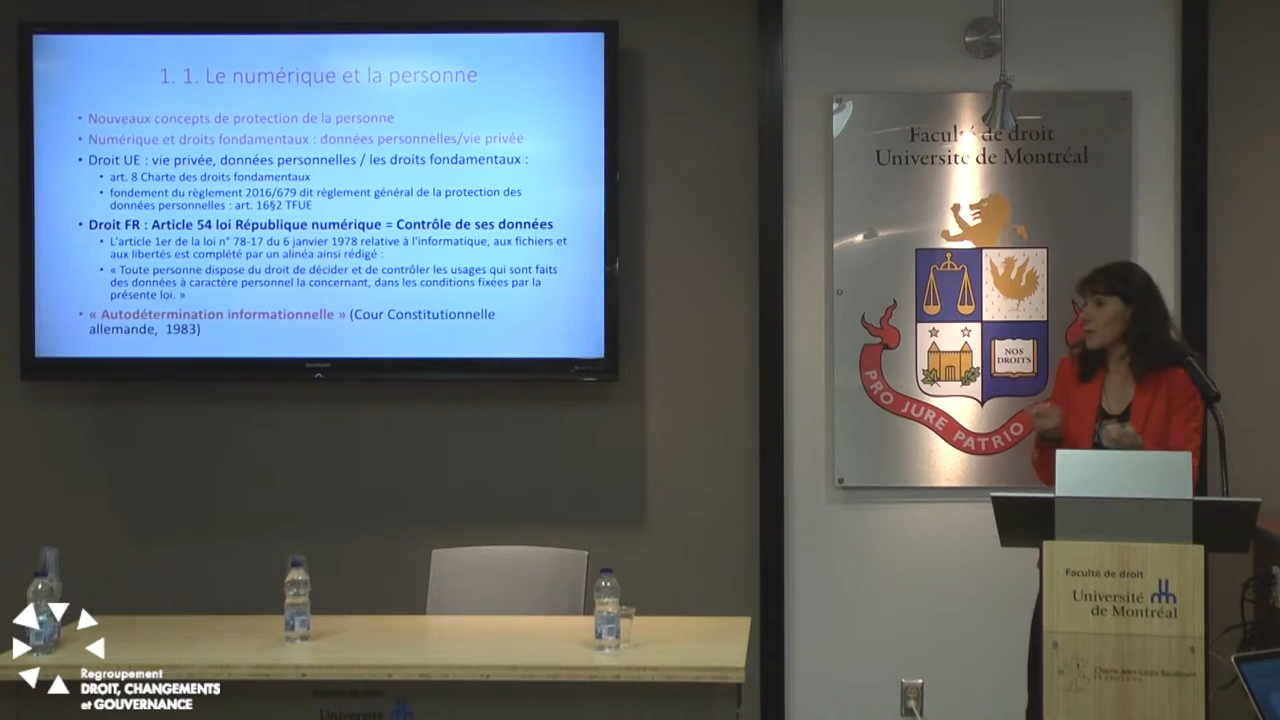 1. 1. Le numérique et la personne
• Nouveaux concepts de protection de la personne
• Numérique et droits fondamentaux : données personnelles/vie privée
• Droit UE : vie privée, données personnelles / les droits fondamentaux :
• art. 8 Charte des droits fondamentaux
• fondement du règlement 2016/679 dit règlement général de la protection des
données personnelles : art. 16§2 TFUE
• Droit FR : Article 54 loi République numérique = Contrôle de ses données
• L'article 1er de la loi n° 78-17 du 6 janvier 1978 relative à l'informatique, aux fichiers et
aux libertés est complété par un alinéa ainsi rédigé :
• « Toute personne dispose du droit de décider et de contrôler les usages qui sont faits
des données à caractère personnel la concernant, dans les conditions fixées par la
présente loi. »
• « Autodétermination informationnelle » (Cour Constitutionnelle
allemande, 1983)
Faculté de droit
Université de Montréal
NOS
DROITS
PRO JURE PATRIO
Faculté de droit
Université
de Montréal
Chaire Jean-Louis Baudouin
Regroupement
DROIT, CHANGEMENTS
et GOUVERNANCE
Université